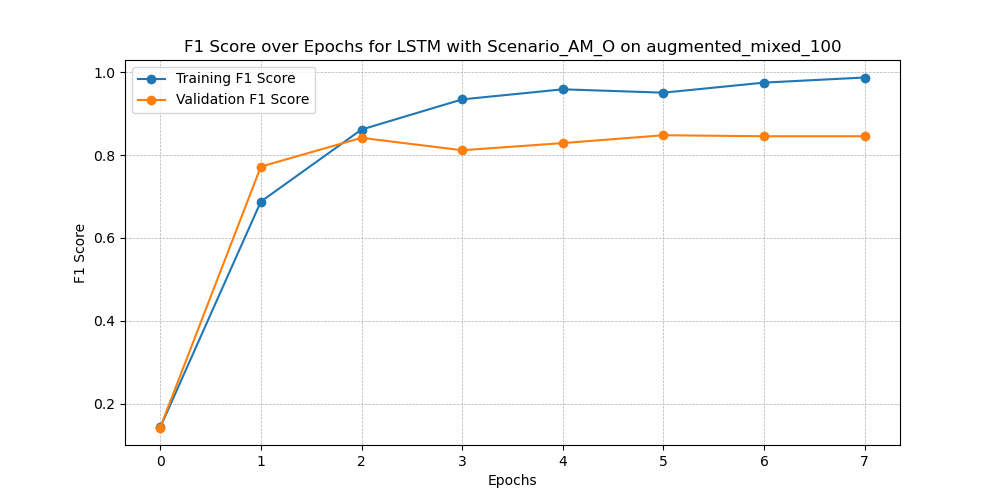 F1 Score over Epochs for LSTM with Scenario_AM_O on augmented_mixed_100
Training F1 Score
Validation F1 Score
1.0
0.8
0.6
0.4
0.2
F1 Score
0 1 2 3 4 5 6 7
Epochs